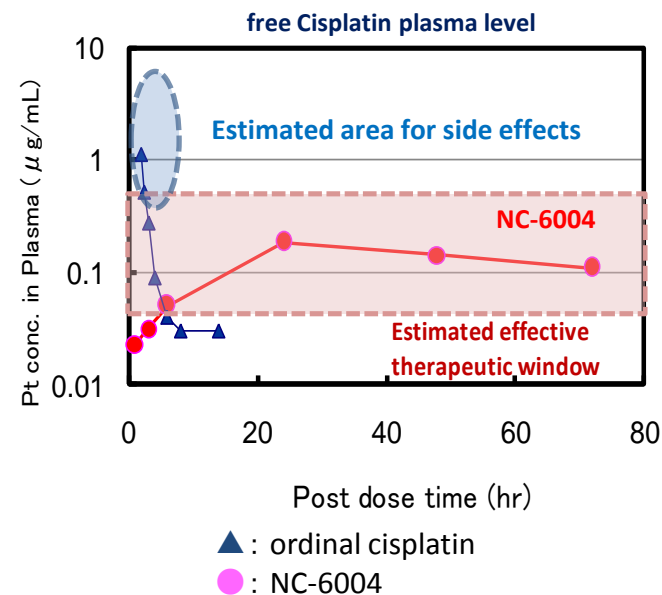 free Cisplatin plasma level
Pt conc. in Plasma (μg/mL)
10
1
0.1
0.01
Estimated area for side effects
NC-6004
Estimated effective
therapeutic window
0
20
40
60
80
Post dose time (hr)
▲: ordinal cisplatin
●: NC-6004